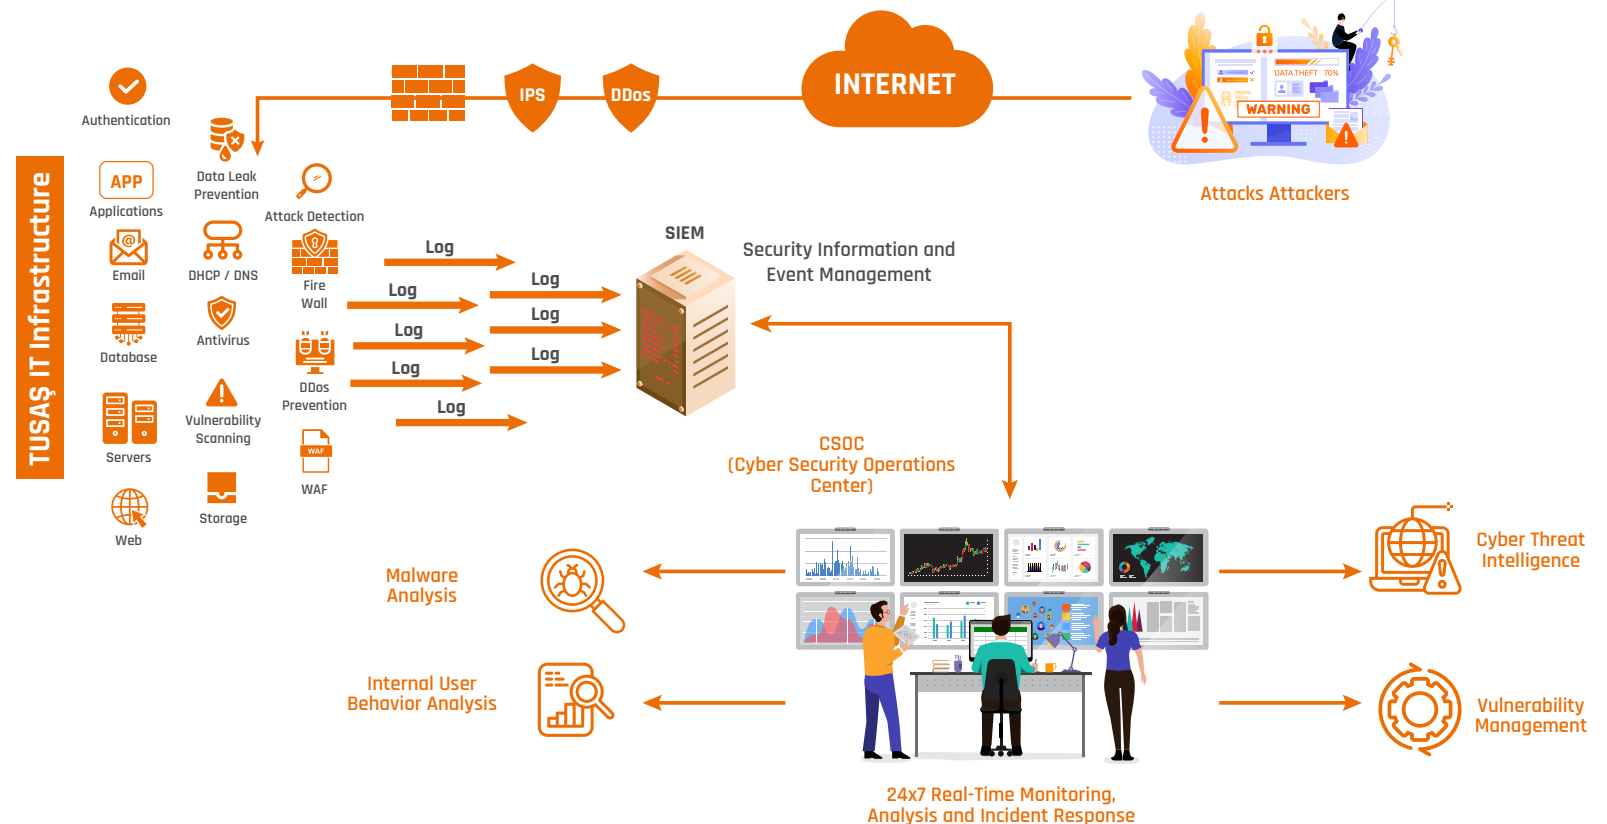 INTERNET
IPS
DDos
DATA THEFT 70%
WARNING
Attacks Attackers
TUSAŞ IT Infrastructure
Authentication
APP
Applications
@
Email
Database
Servers
Web
Data Leak
Prevention
DHCP / DNS
Antivirus
Vulnerability
Scanning
Storage
Attack Detection
Fire
Wall
DDos
Prevention
WAF
WAF
Log
Log
Log
Log
Log
Log
Log
Log
SIEM
Security Information and
Event Management
CSOC
(Cyber Security Operations
Center)
Malware
Analysis
Internal User
Behavior Analysis
Cyber Threat
Intelligence
Vulnerability
Management
24x7 Real-Time Monitoring,
Analysis and Incident Response